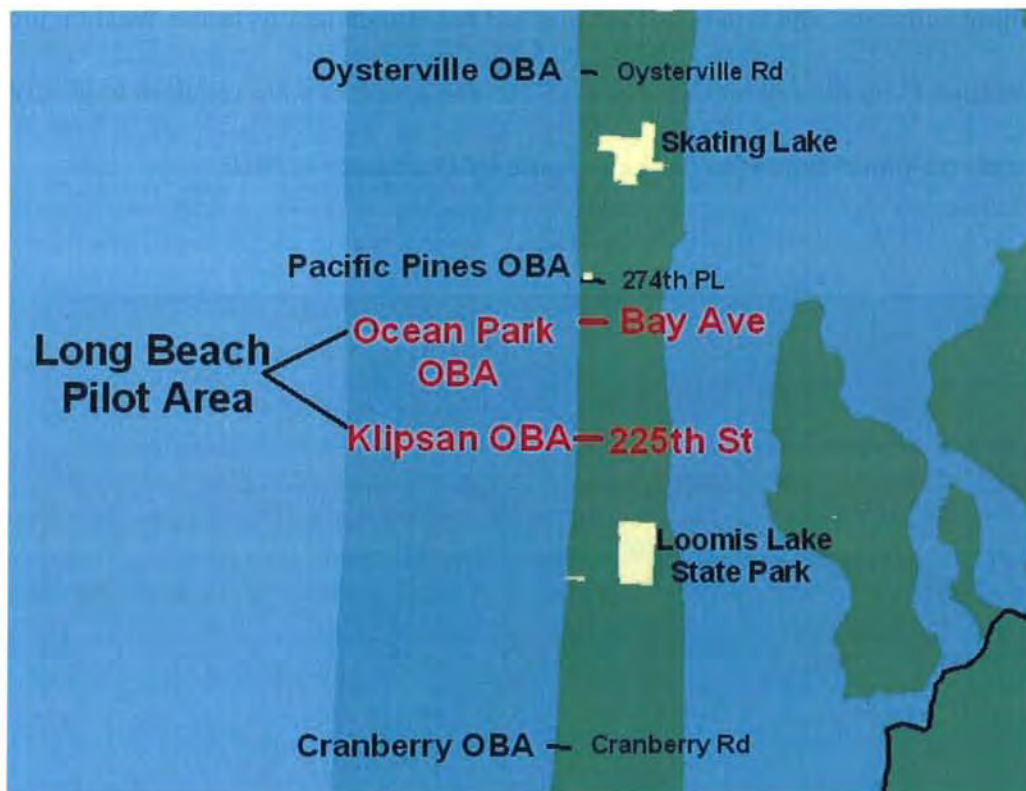 Oysterville OBA
Oysterville Rd
Skating Lake
Pacific Pines OBA
274th PL
Long Beach
Pilot Area
Ocean Park
OBA
Bay Ave
Klipsan OBA
225th St
Loomis Lake
State Park
Cranberry OBA
Cranberry Rd